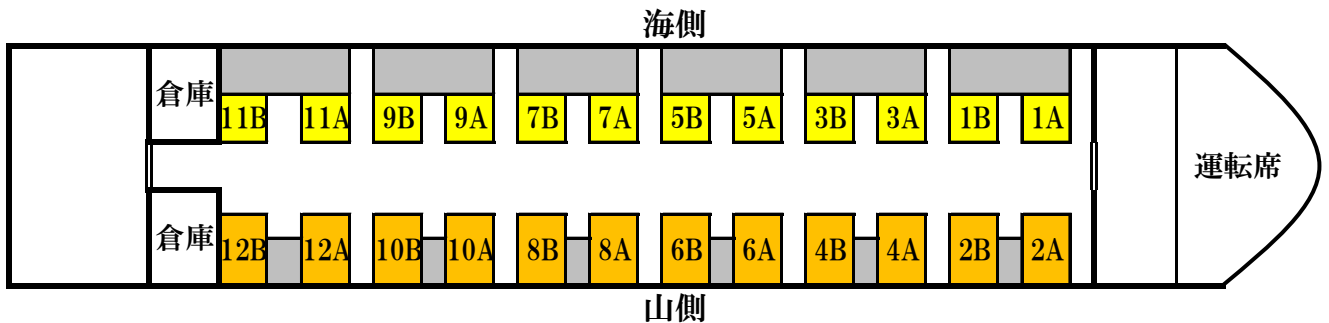 海側
倉庫
11B 11A 9B 9A 7B 7A 5B 5A 3B 3A 1B 1A
運転席
倉庫
12B 12A 10B 10A 8B 8A 6B 6A 4B 4A 2B 2A
山側